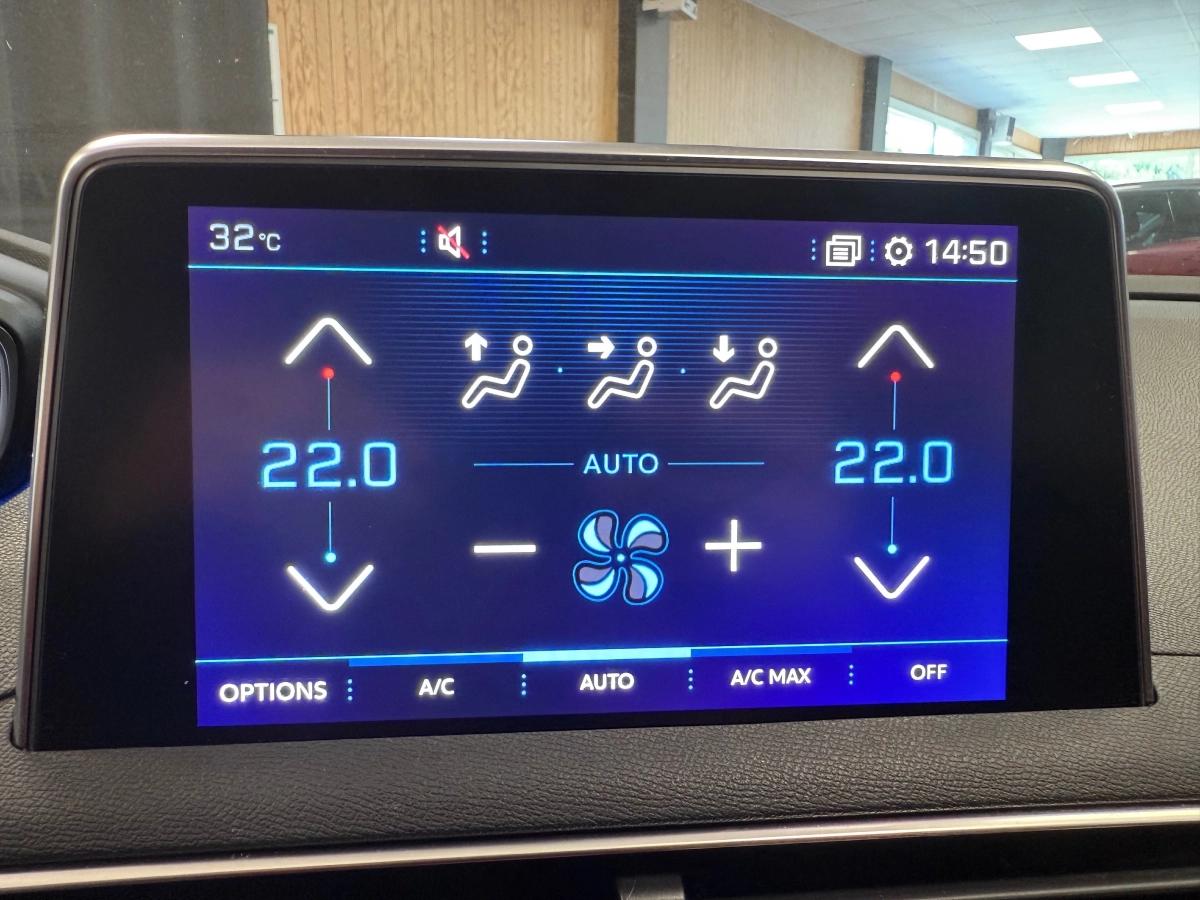 32°C 14:50
22.0 22.0
AUTO
OPTIONS A/C AUTO A/C MAX OFF